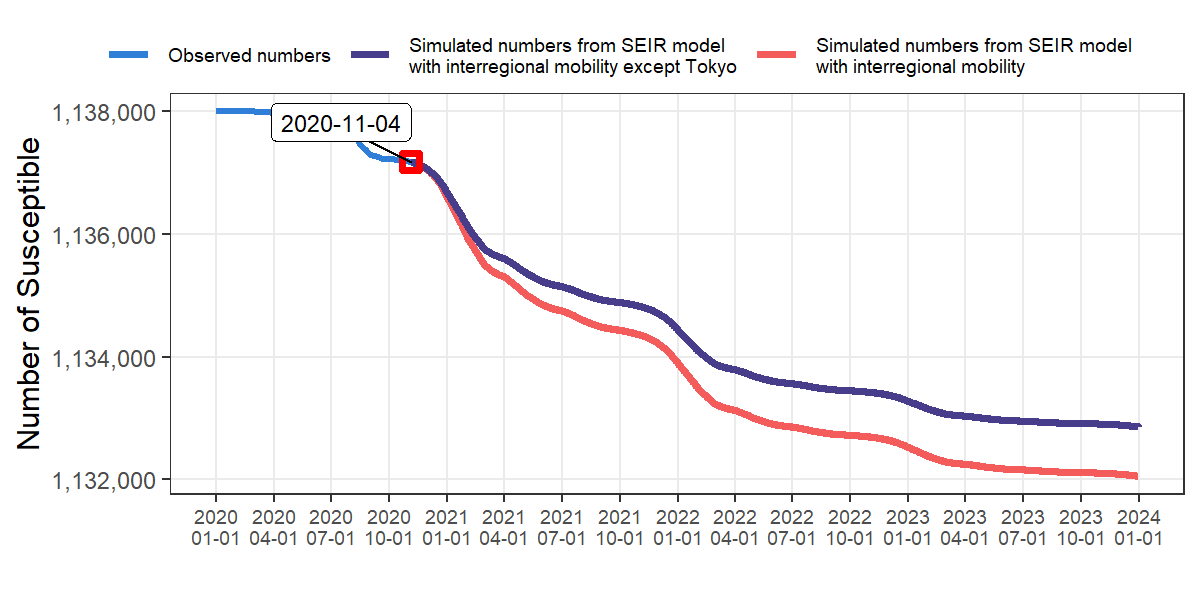 Observed numbers
Simulated numbers from SEIR model
with interregional mobility except Tokyo
Simulated numbers from SEIR model
with interregional mobility
Number of Susceptible
1,138,000
1,136,000
1,134,000
1,132,000
2020-11-04
2020 2020 2020 2020 2021 2021 2021 2021 2022 2022 2022 2022 2023 2023 2023 2023 2024
01-01 04-01 07-01 10-01 01-01 04-01 07-01 10-01 01-01 04-01 07-01 10-01 01-01 04-01 07-01 10-01 01-01